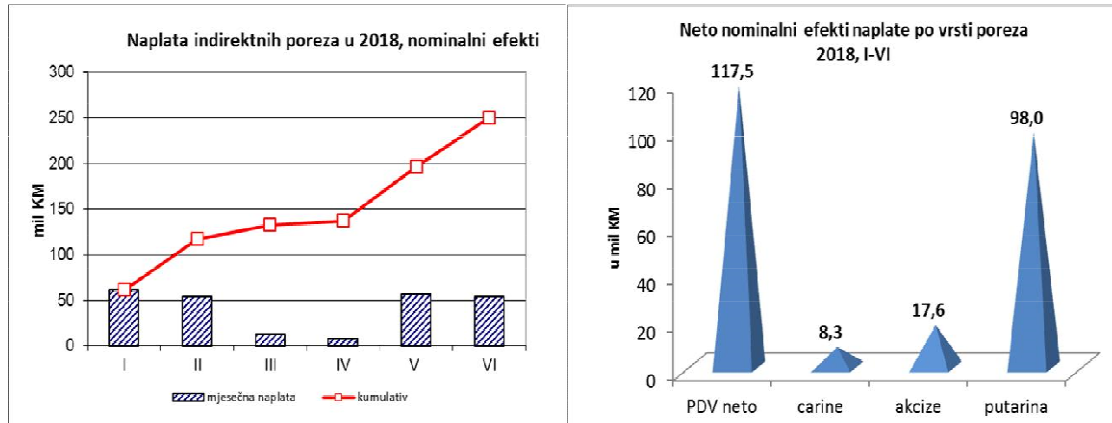 Naplata indirektnih poreza u 2018, nominalni efekti
300
250
200
150
100
50
0
mil KM
I II III IV V VI
mjesečna naplata kumulativ
Neto nominalni efekti naplate po vrsti poreza
2018, I-VI
117,5
8,3
17,6
98,0
120
100
80
60
40
20
0
u mil KM
PDV neto carine akcize putarina